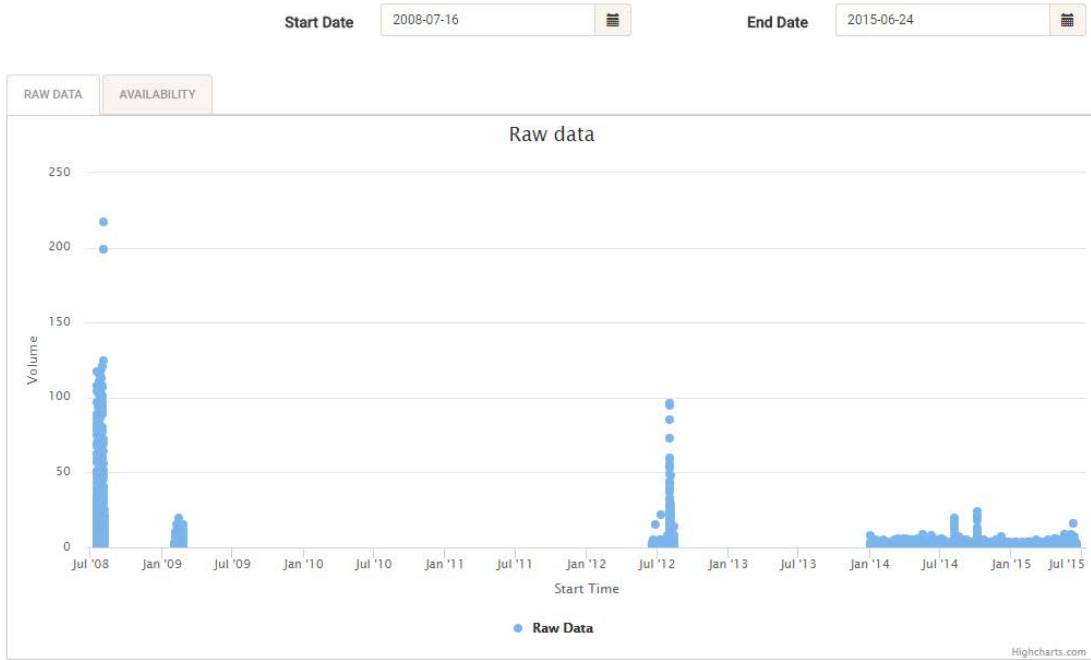 Start Date 2008-07-16 End Date 2015-06-24
RAW DATA AVAILABILITY
Raw data
250
200
150
100
50
0
Volume
Jul '08 Jan '09 Jul '09 Jan '10 Jul '10 Jan '11 Jul '11 Jan '12 Jul '12 Jan '13 Jul '13 Jan '14 Jul '14 Jan '15 Jul '15
Start Time
Raw Data
Highcharts.com